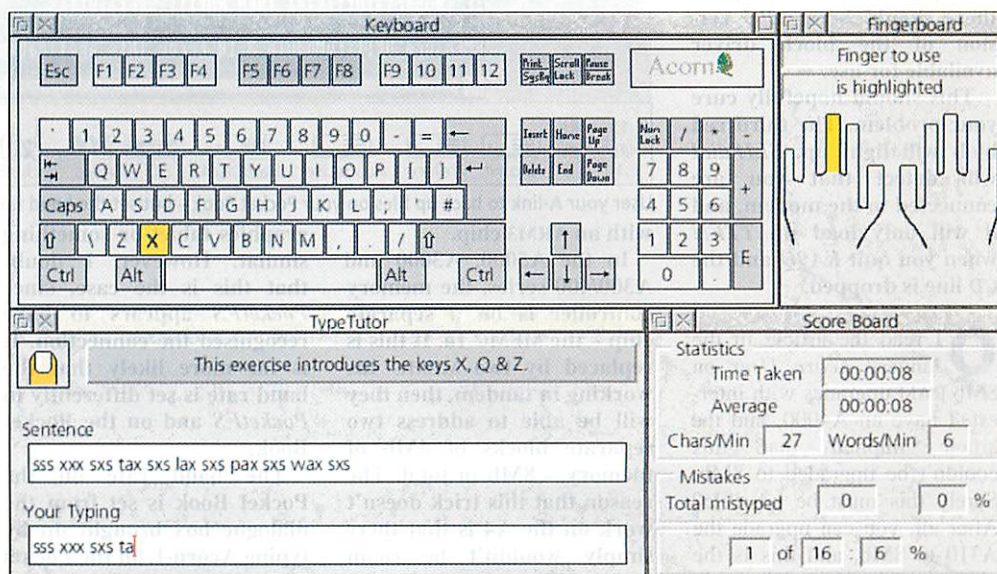 Keyboard
Esc F1 F2 F3 F4 F5 F6 F7 F8 F9 10 11 12 Print SysRq Scroll Lock Pause Break Acorn
` 1 2 3 4 5 6 7 8 9 0 - = ← Insert Home Page Up Num Lock / *
Q W E R T Y U I O P [ ] Delete End Page Down 7 8 9
Caps A S D F G H J K L ; ' # 4 5 6 +
⇧ \ Z X C V B N M , . / ⇧ ↑ 1 2 3
Ctrl Alt Alt Ctrl ← ↓ → 0 . E
Fingerboard
Finger to use
is highlighted
TypeTutor
This exercise introduces the keys X, Q & Z.
Sentence
sss xxx sxs tax sxs lax sxs pax sxs wax sxs
Your Typing
sss xxx sxs ta
Score Board
Statistics
Time Taken 00:00:08
Average 00:00:08
Chars/Min 27 Words/Min 6
Mistakes
Total mistyped 0 0 %
1 of 16 : 6 %